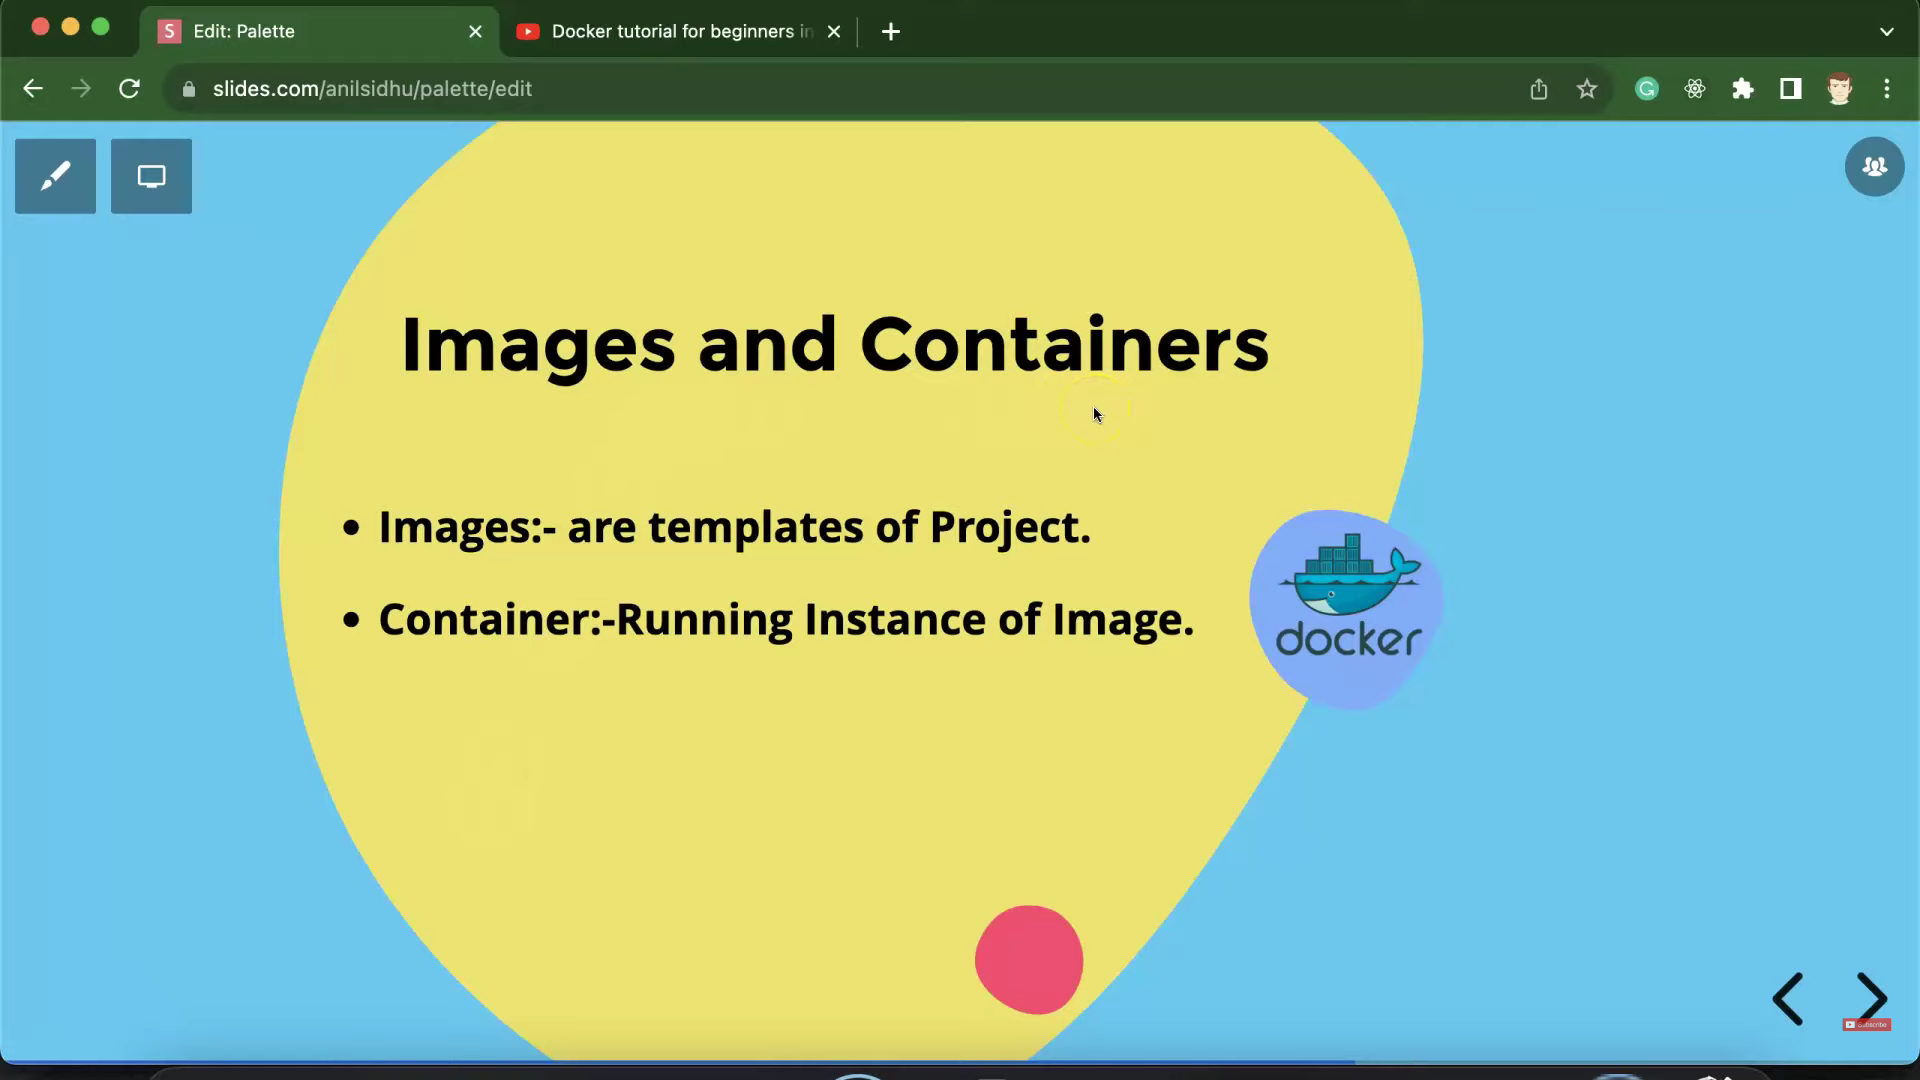 S Edit: Palette
Docker tutorial for beginners in
slides.com/anilsidhu/palette/edit
Images and Containers
• Images:- are templates of Project.
• Container:-Running Instance of Image.
docker
Subscribe